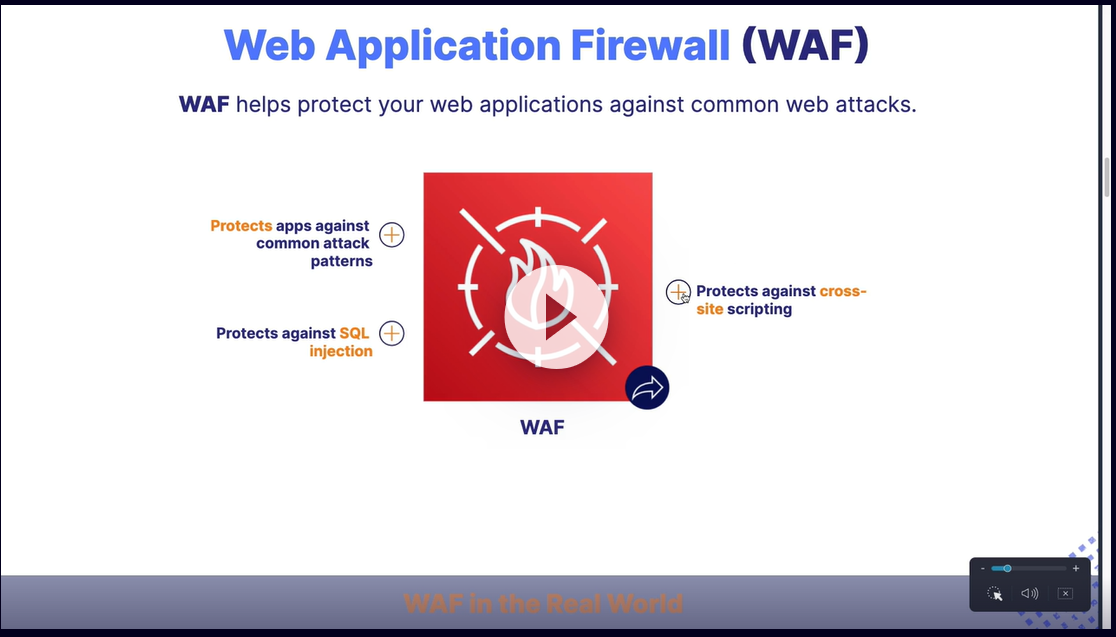 Web Application Firewall (WAF)
WAF helps protect your web applications against common web attacks.
Protects apps against
common attack
patterns
Protects against SQL
injection
Protects against cross-
site scripting
WAF
WAF in the Real World
- +